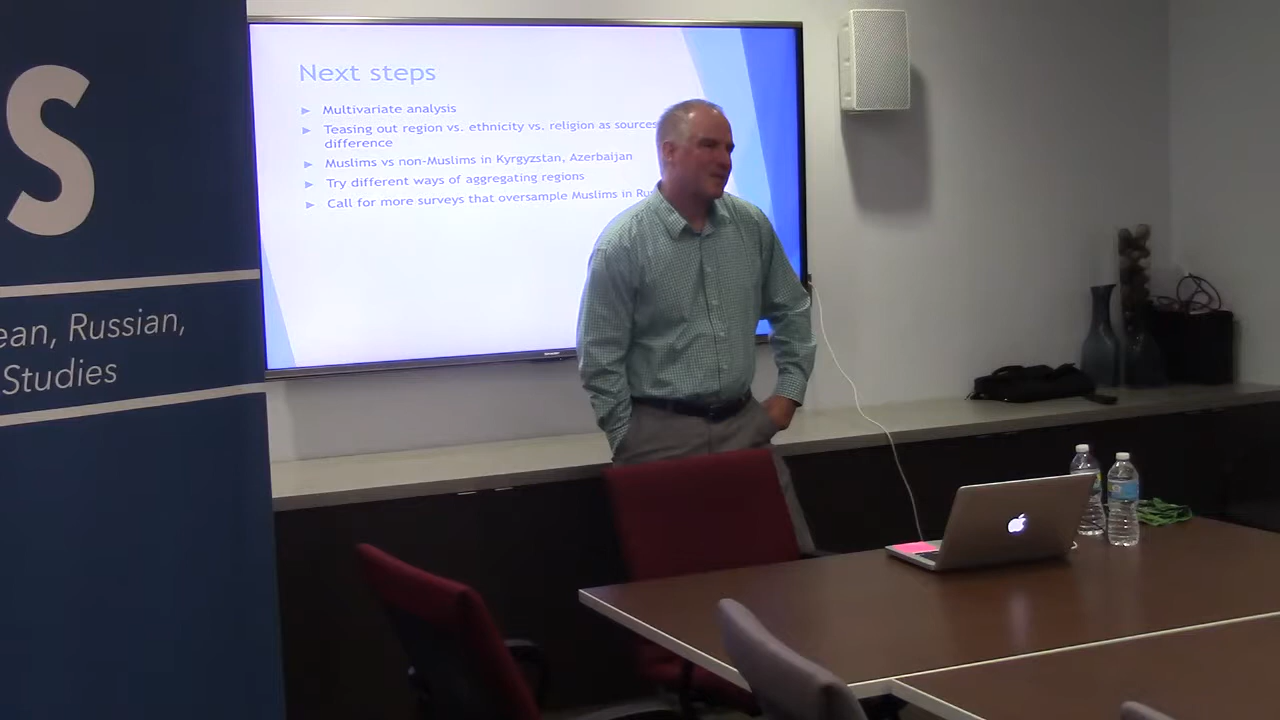 S
ean, Russian,
Studies
Next steps
Multivariate analysis
Teasing out region vs. ethnicity vs. religion as sources
difference
Muslims vs non-Muslims in Kyrgyzstan, Azerbaijan
Try different ways of aggregating regions
Call for more surveys that oversample Muslims in Ru